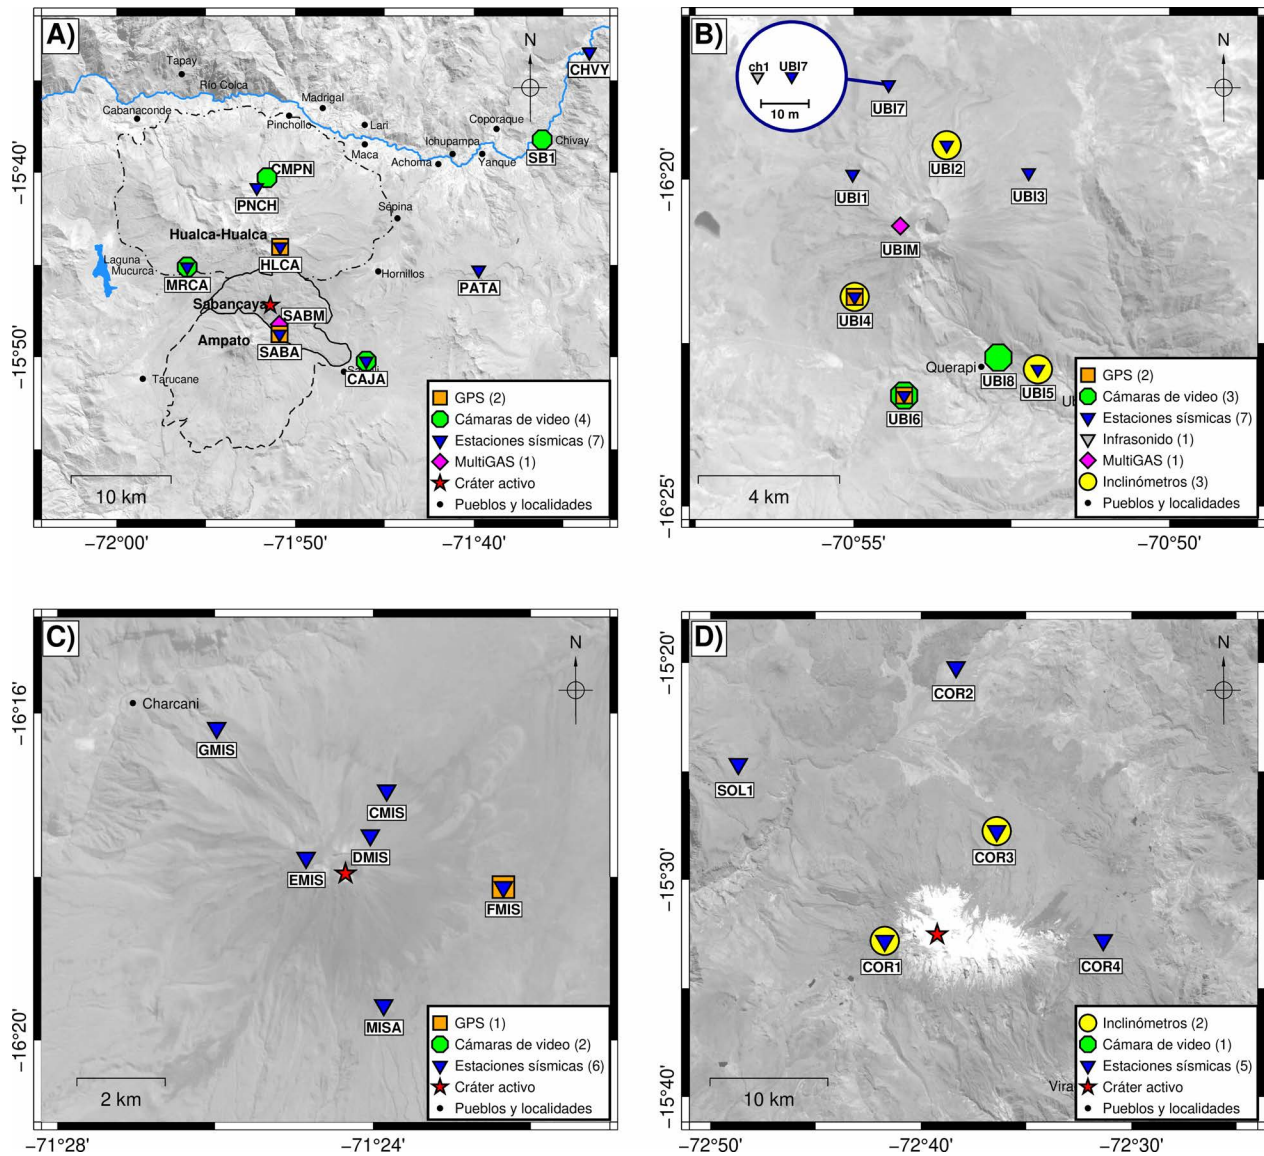 A)
N
CHVY
Tapay
Río Colca
Cabanaconde
Madrigal
Pinchollo
Lari
Maca
Coporaque
Ichupampa
Achoma
Yanque
Chivay
SB1
CMPN
PNCH
Sépina
Hualca-Hualca
HLCA
Laguna
Mucurca
MRCA
Hornillos
PATA
Sabancaya
SABM
Ampato
SABA
CAJA
Tarucane
GPS (2)
Cámaras de video (4)
Estaciones sísmicas (7)
MultiGAS (1)
Cráter activo
Pueblos y localidades
10 km
−15°40'
−15°50'
−72°00'
−71°50'
−71°40'
B)
N
ch1
UBI7
10 m
UBI7
UBI2
UBI1
UBI3
UBIM
UBI4
Querapi
UBI8
UBI5
UBI6
GPS (2)
Cámaras de video (3)
Estaciones sísmicas (7)
Infrasonido (1)
MultiGAS (1)
Inclinómetros (3)
Pueblos y localidades
4 km
−16°20'
−16°25'
−70°55'
−70°50'
C)
N
Charcani
GMIS
CMIS
DMIS
EMIS
FMIS
MISA
GPS (1)
Cámaras de video (2)
Estaciones sísmicas (6)
Cráter activo
Pueblos y localidades
2 km
−16°16'
−16°20'
−71°28'
−71°24'
D)
N
COR2
SOL1
COR3
COR1
COR4
Inclinómetros (2)
Cámara de video (1)
Estaciones sísmicas (5)
Cráter activo
Pueblos y localidades
10 km
−15°20'
−15°30'
−15°40'
−72°50'
−72°40'
−72°30'